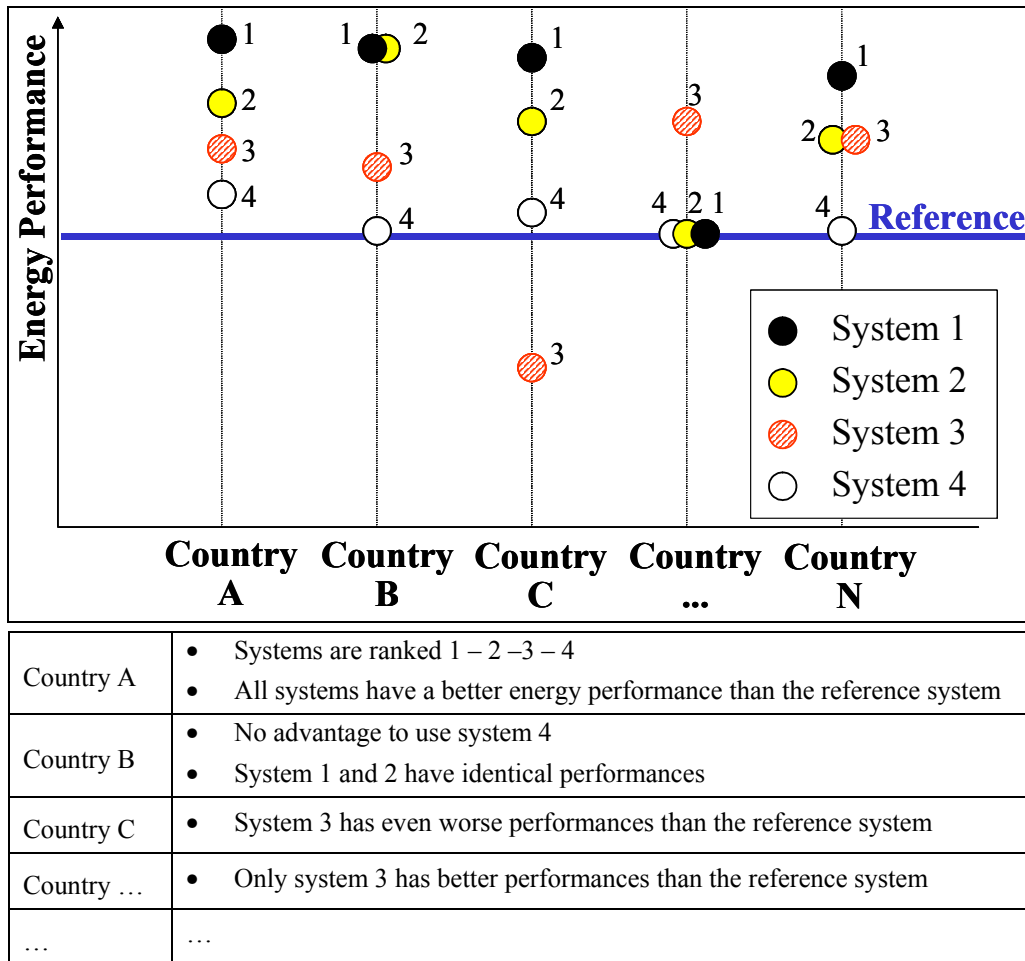 Energy Performance
1
2
3
4
1
2
3
4
1
2
4
3
3
4
2
1
1
2
3
4
Reference
System 1
System 2
System 3
System 4
Country
A
Country
B
Country
C
Country
...
Country
N
Country A
• Systems are ranked 1 – 2 –3 – 4
• All systems have a better energy performance than the reference system
Country B
• No advantage to use system 4
• System 1 and 2 have identical performances
Country C
• System 3 has even worse performances than the reference system
Country …
• Only system 3 has better performances than the reference system
…
…